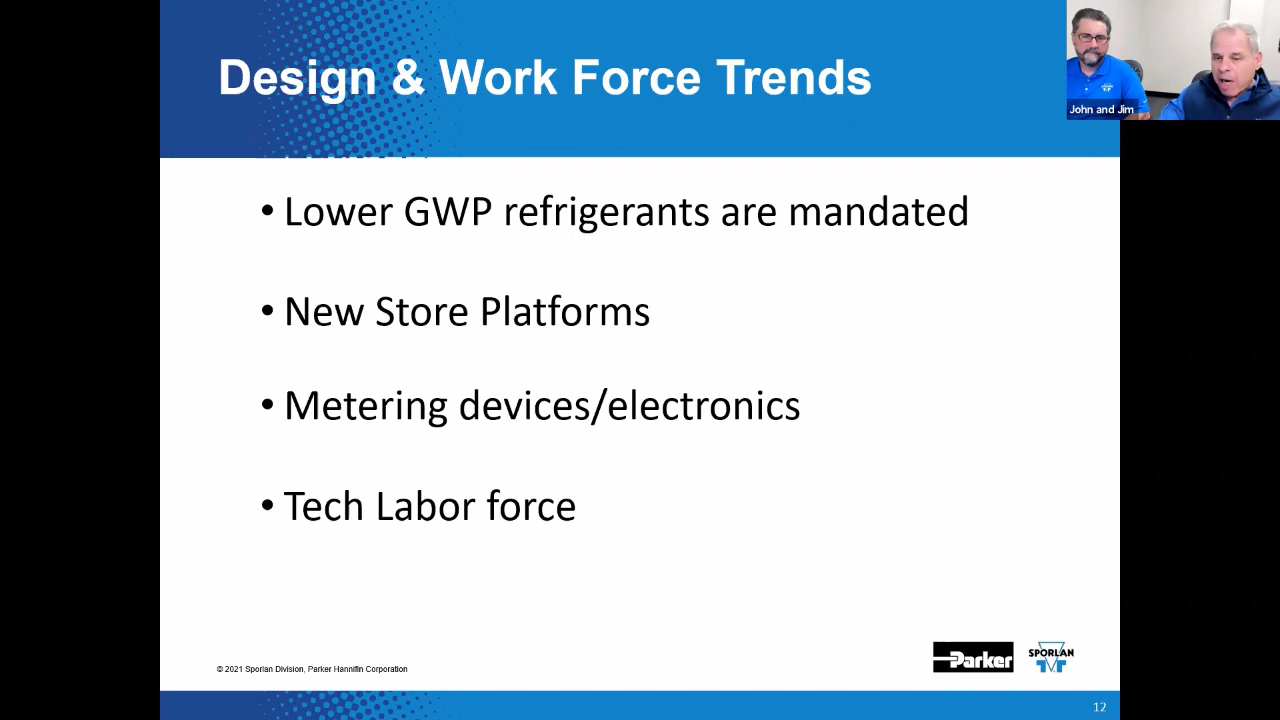 Design & Work Force Trends
John and Jim
• Lower GWP refrigerants are mandated
• New Store Platforms
• Metering devices/electronics
• Tech Labor force
© 2021 Sporlan Division, Parker Hannifin Corporation
Parker
SPORLAN
12